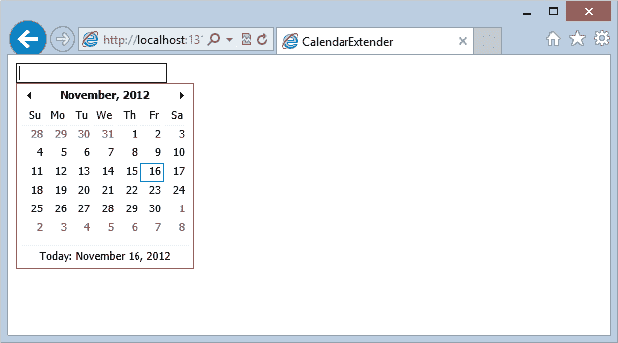 http://localhost:13
CalendarExtender
November, 2012
Su Mo Tu We Th Fr Sa
28 29 30 31 1 2 3
4 5 6 7 8 9 10
11 12 13 14 15 16 17
18 19 20 21 22 23 24
25 26 27 28 29 30 1
2 3 4 5 6 7 8
Today: November 16, 2012